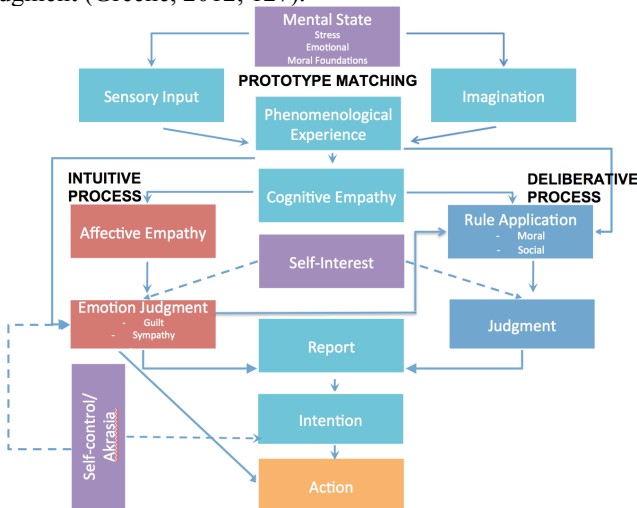 dgment (Greene, 2012, 127).
Mental State
Stress
Emotional
Moral Foundations
PROTOTYPE MATCHING
Sensory Input
Imagination
Phenomenological
Experience
INTUITIVE
PROCESS
DELIBERATIVE
PROCESS
Cognitive Empathy
Affective Empathy
Rule Application
- Moral
- Social
Self-Interest
Emotion Judgment
- Guilt
- Sympathy
Judgment
Report
Self-control/
Akrasia
Intention
Action